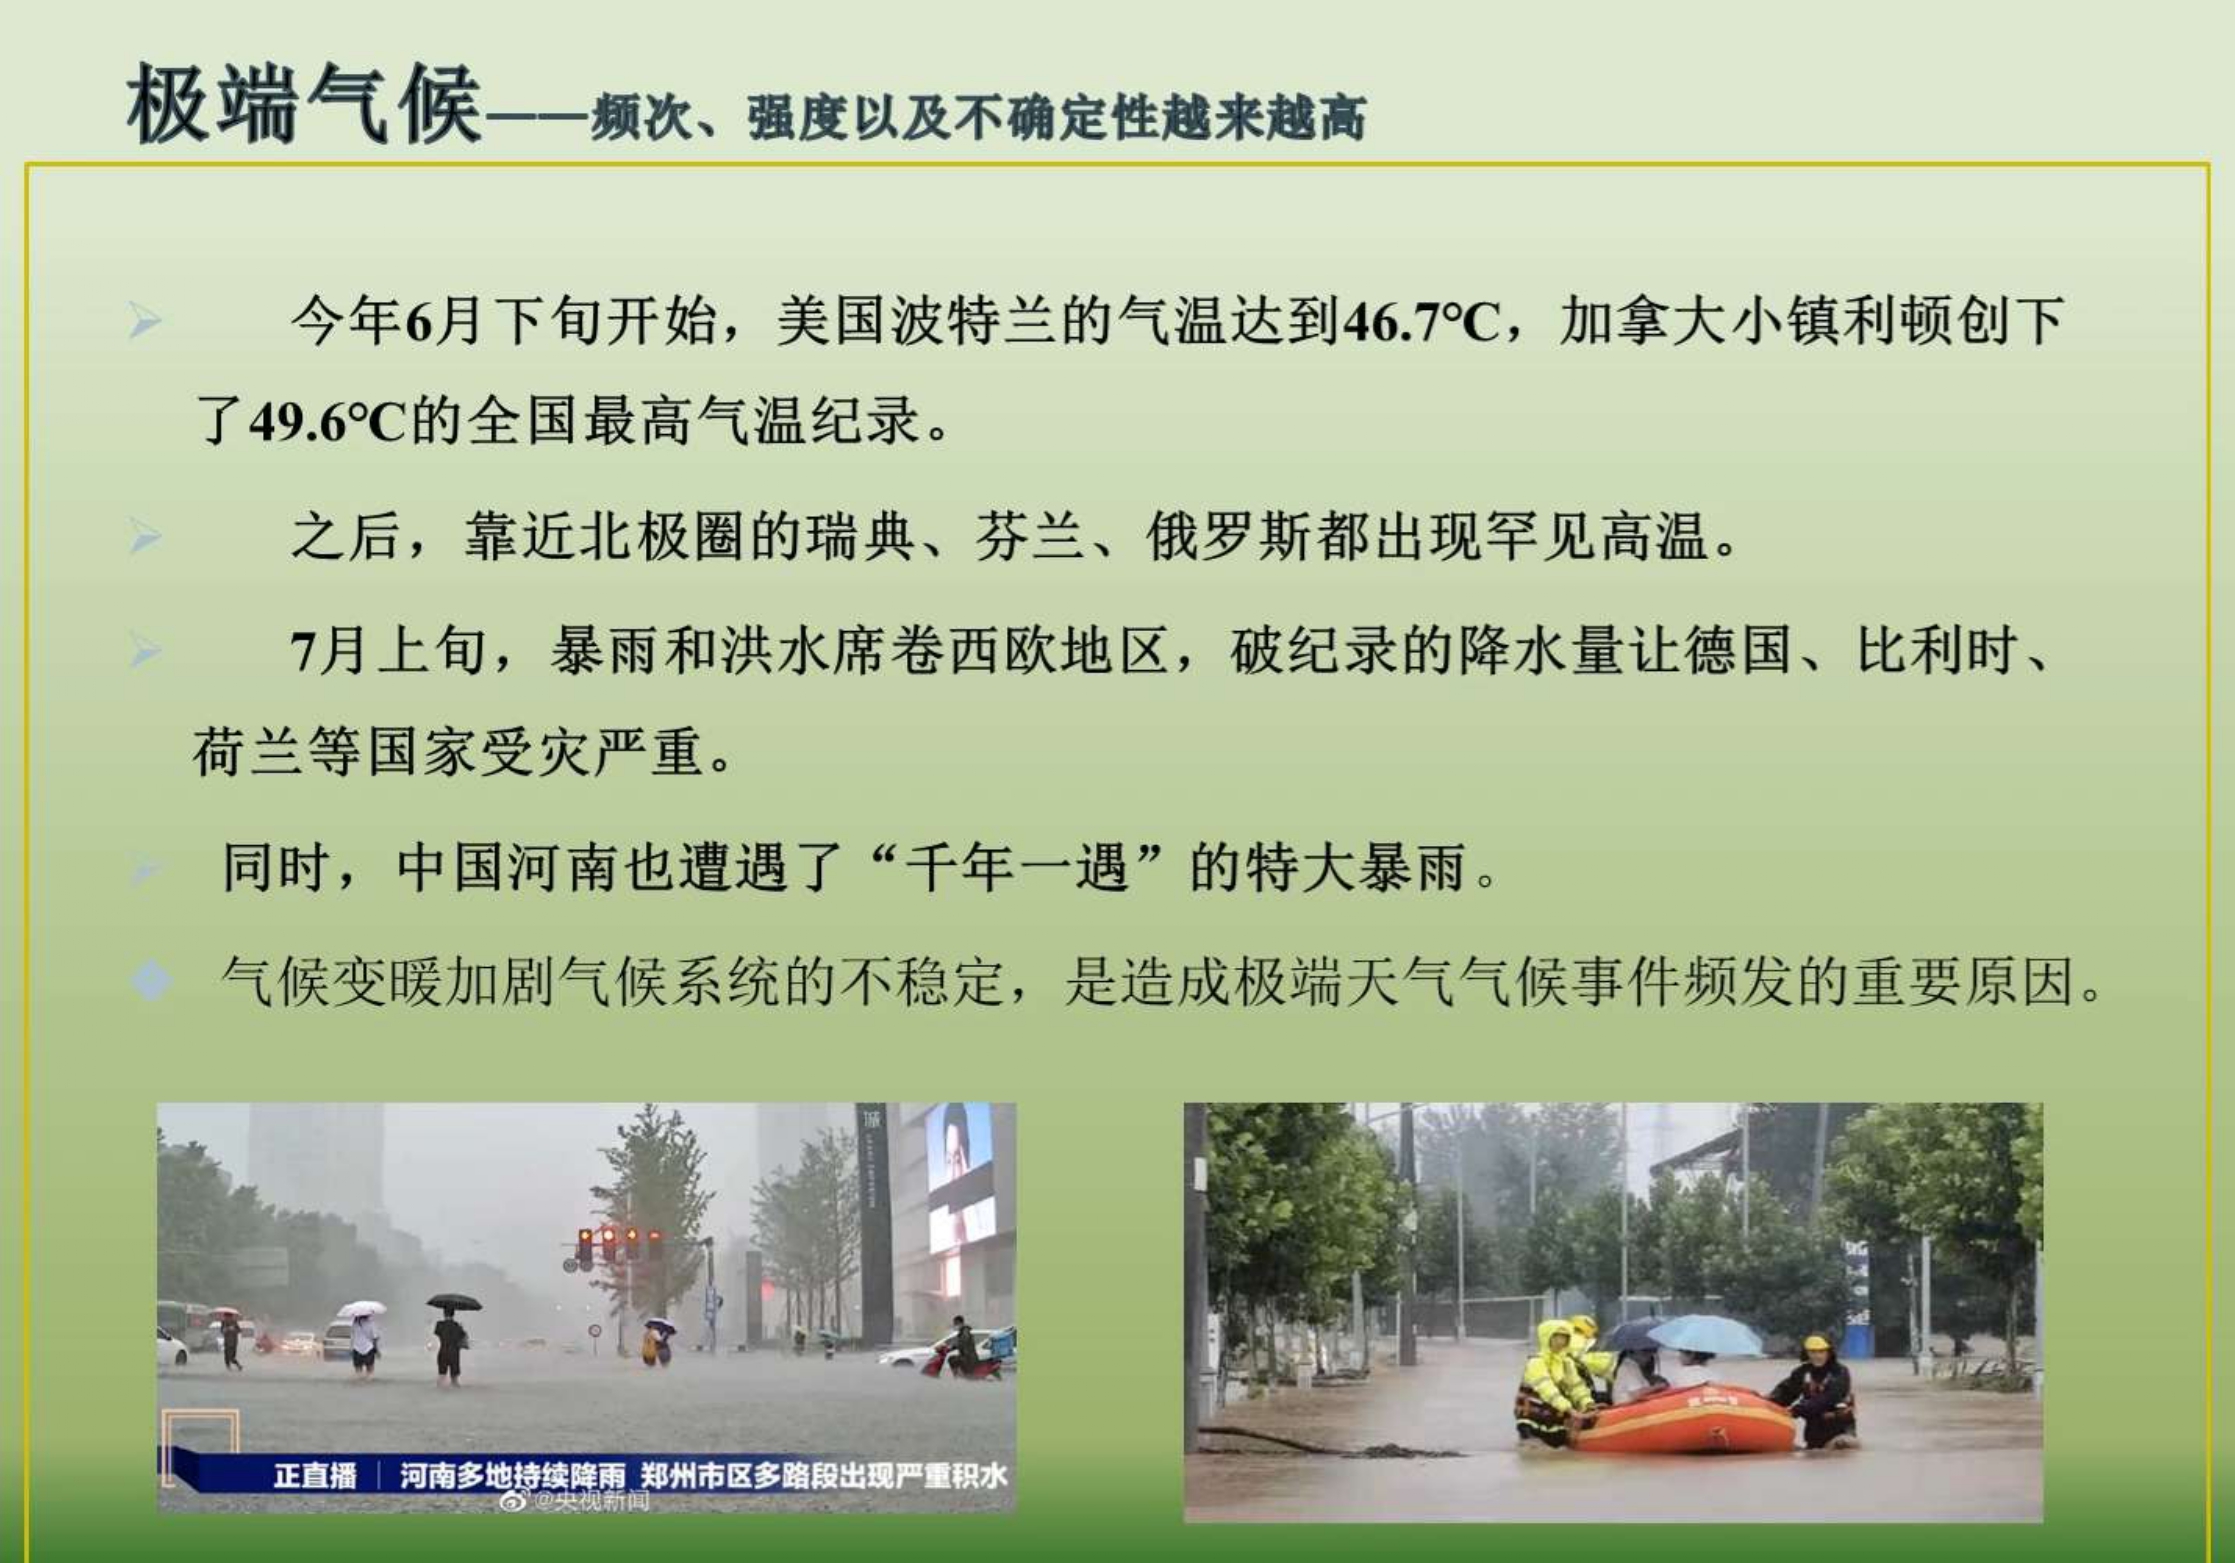 极端气候——频次、强度以及不确定性越来越高
今年6月下旬开始，美国波特兰的气温达到46.7°C，加拿大小镇利顿创下
了49.6°C的全国最高气温纪录。
之后，靠近北极圈的瑞典、芬兰、俄罗斯都出现罕见高温。
7月上旬，暴雨和洪水席卷西欧地区，破纪录的降水量让德国、比利时、
荷兰等国家受灾严重。
同时，中国河南也遭遇了“千年一遇”的特大暴雨。
气候变暖加剧气候系统的不稳定，是造成极端天气气候事件频发的重要原因。
城
正直播 | 河南多地持续降雨 郑州市区多路段出现严重积水
@央视新闻